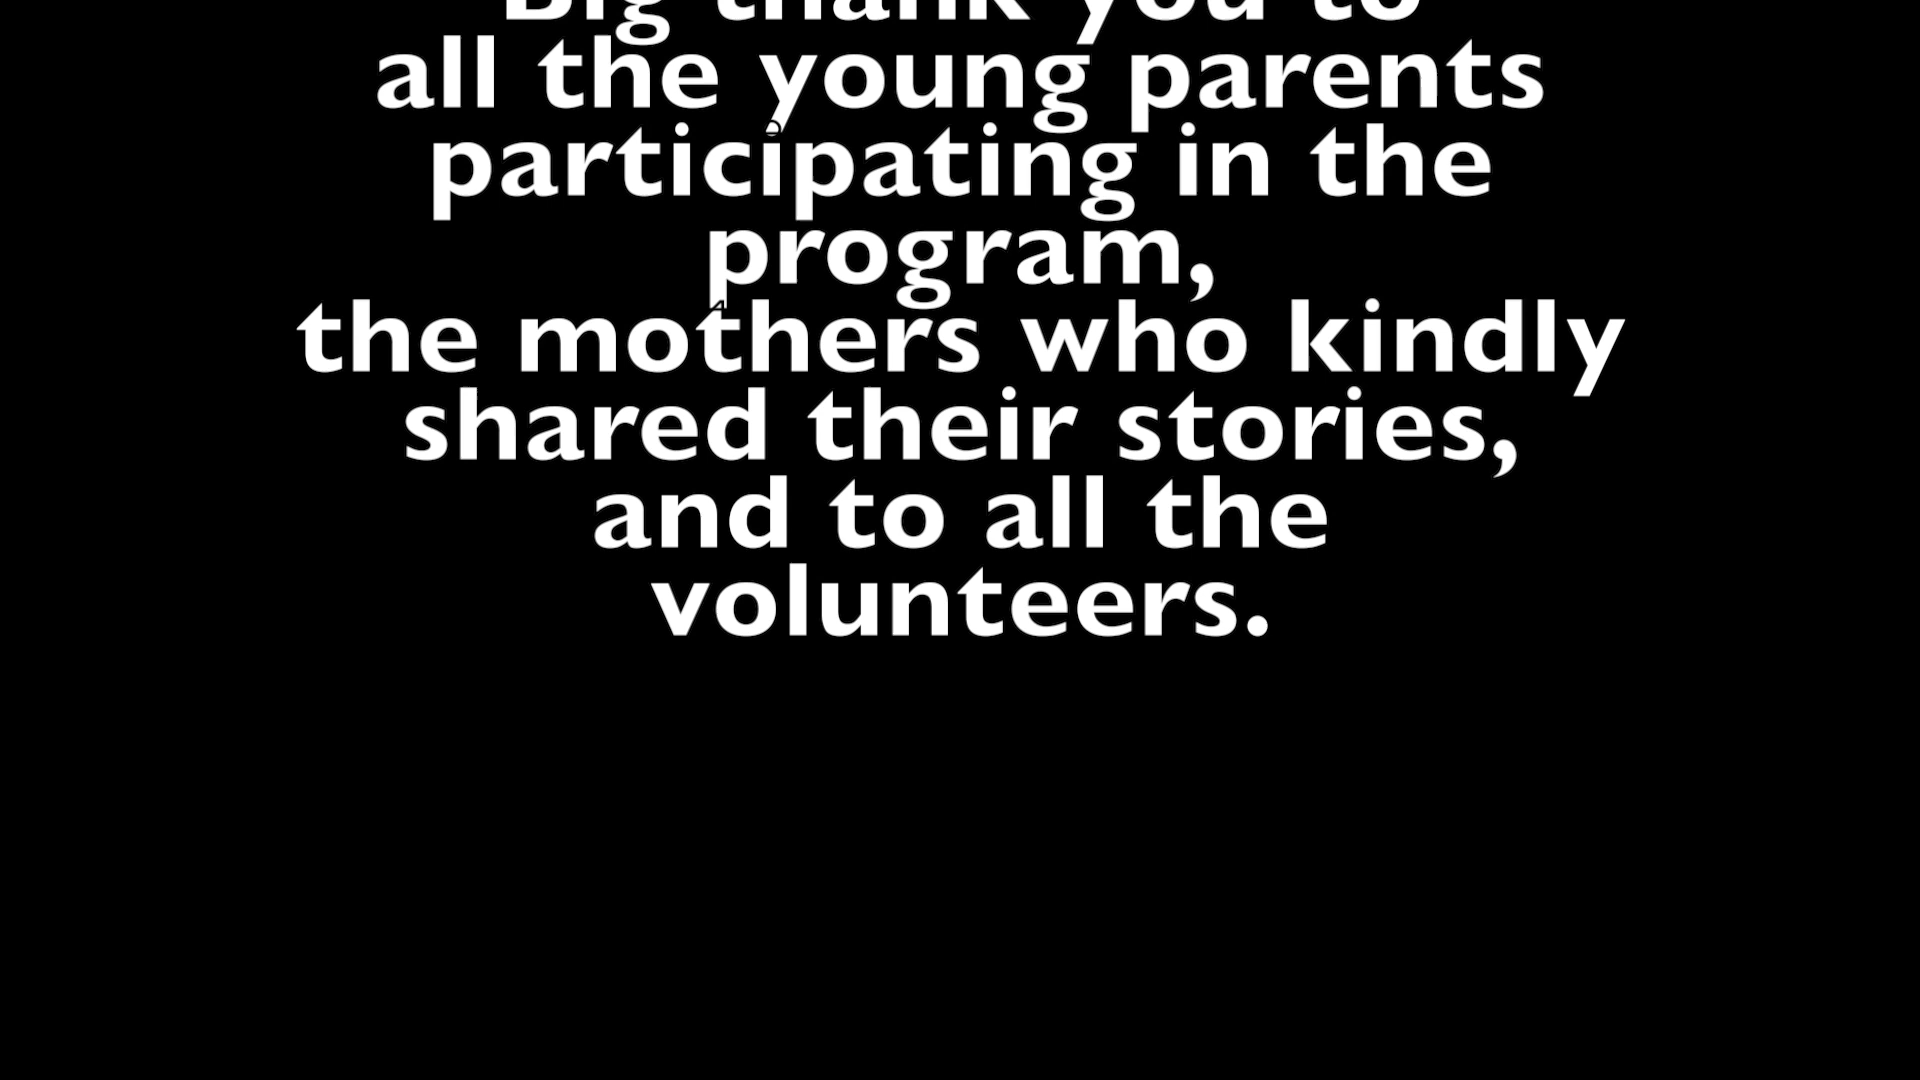 Big thank you to
all the young parents
participating in the
program,
the mothers who kindly
shared their stories,
and to all the
volunteers.